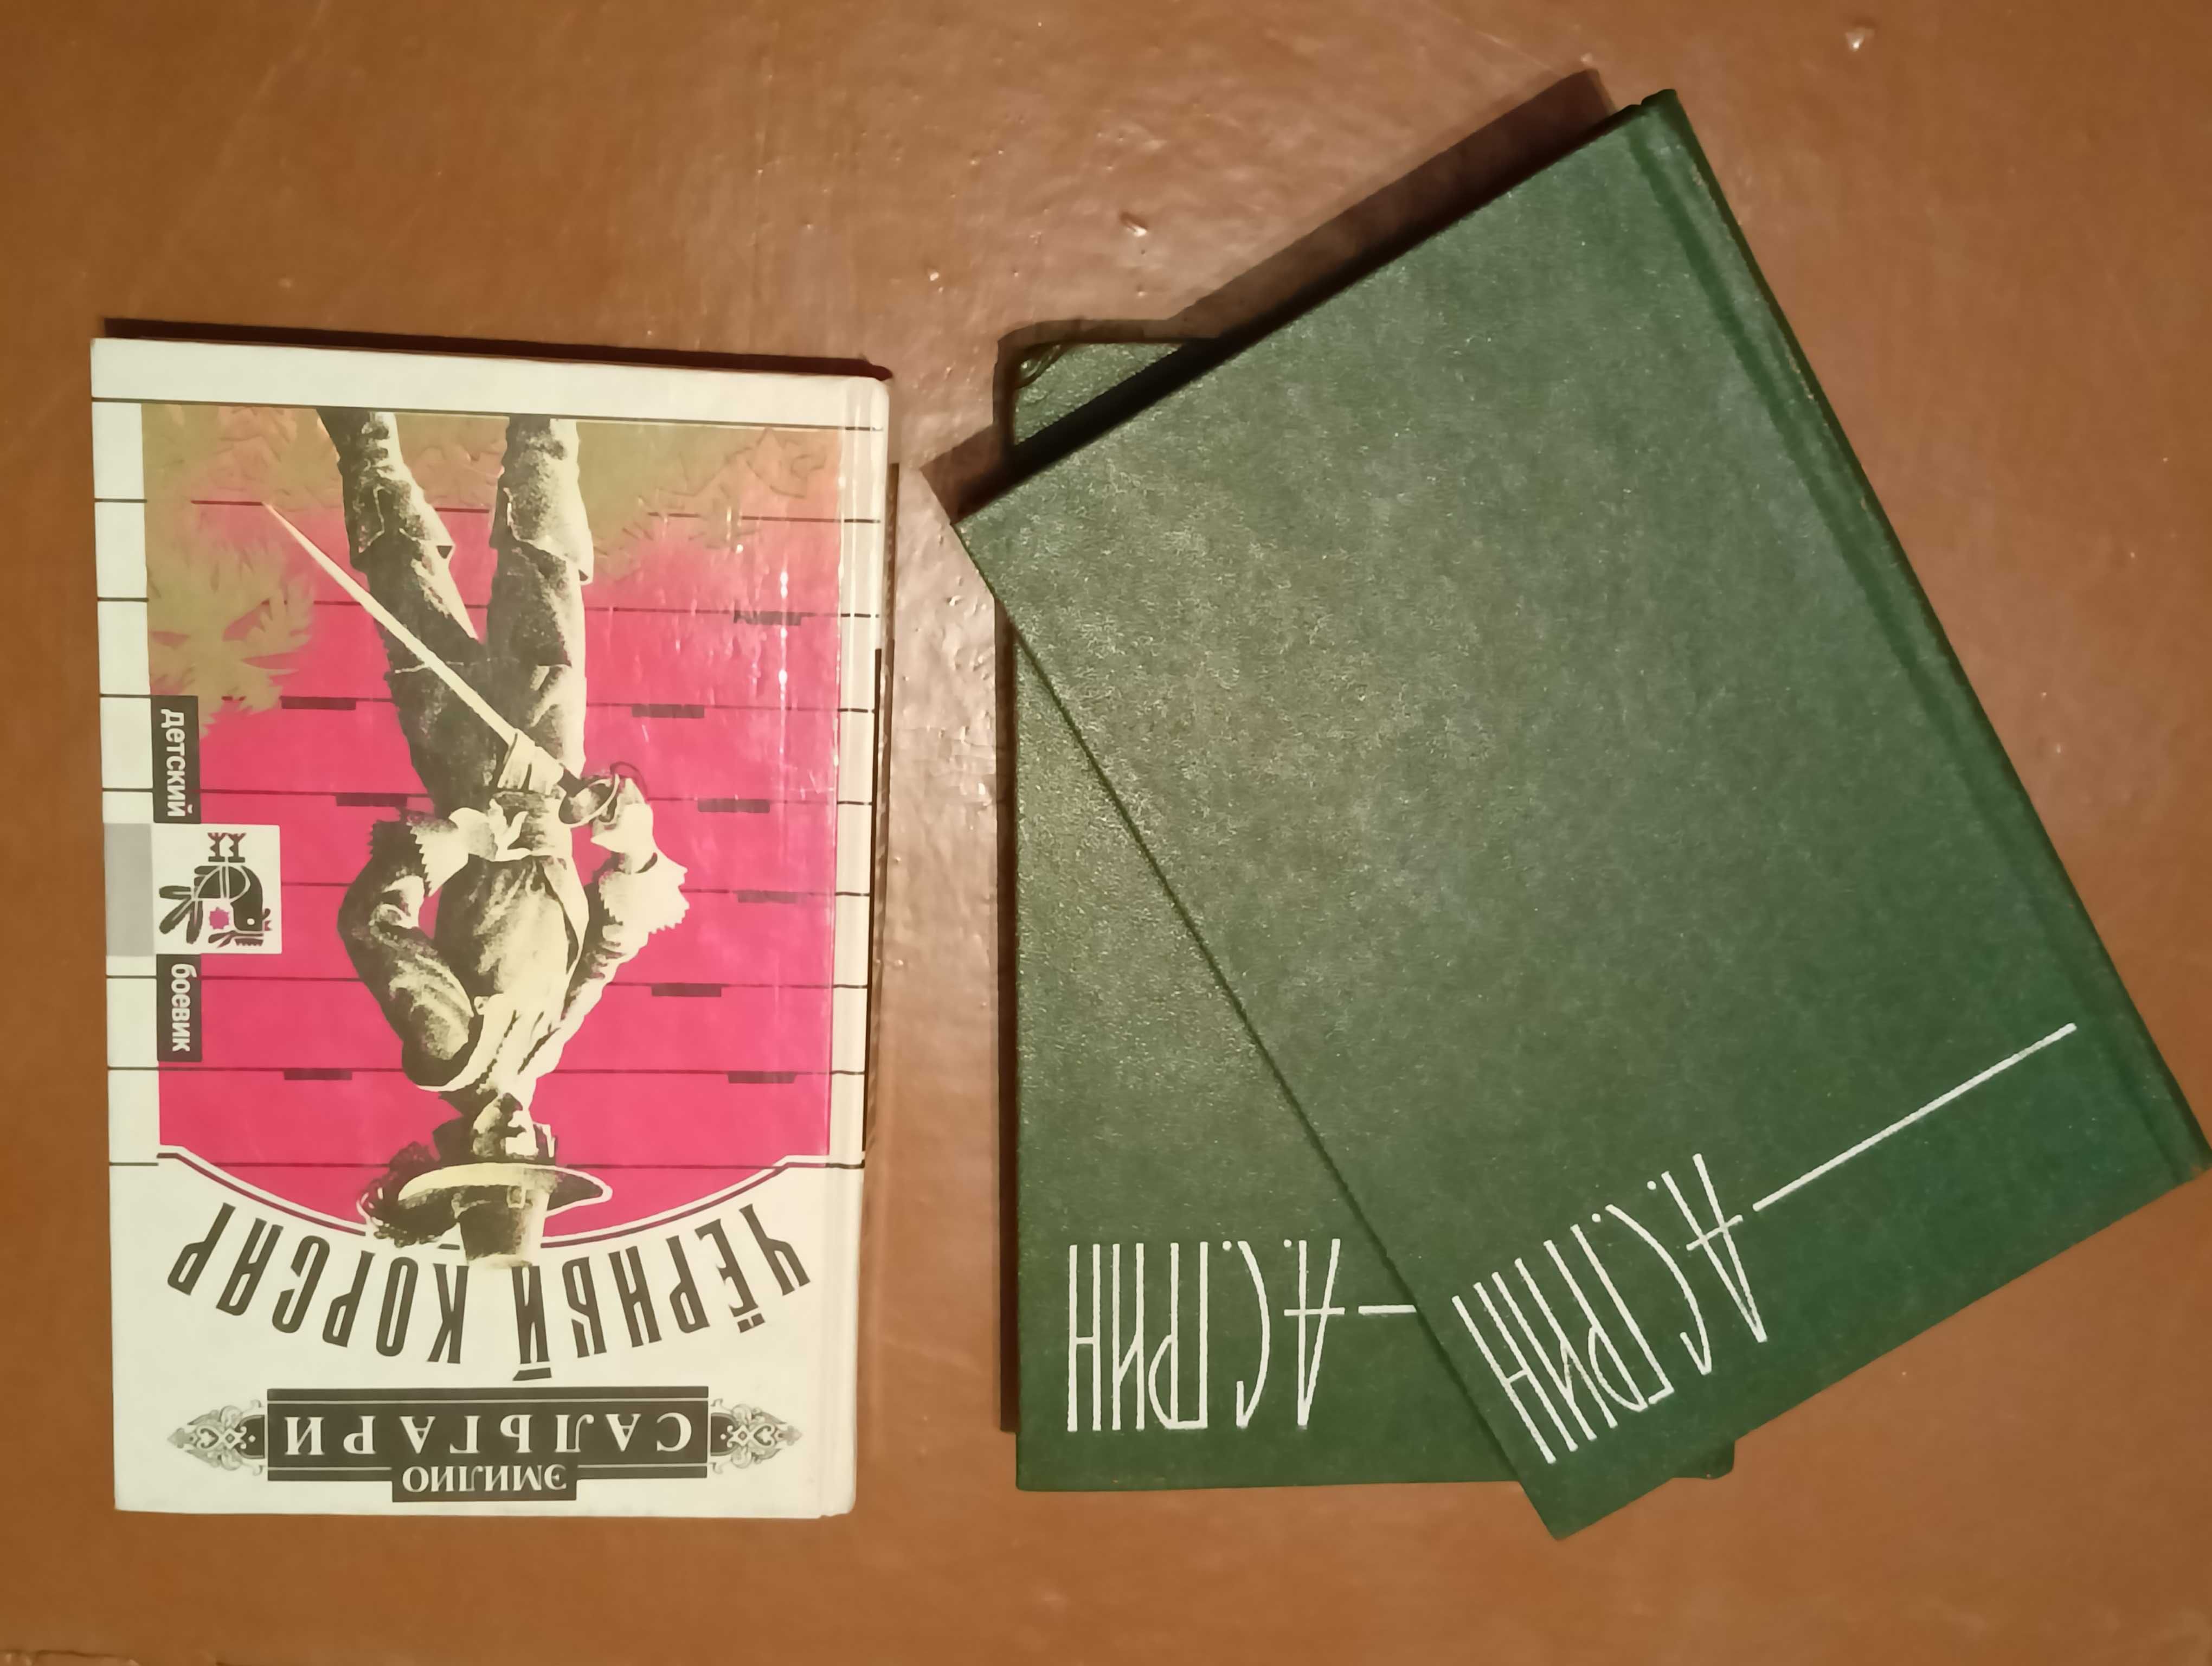 ЭМИЛИО
САЛЬГАРИ
ЧЁРНЫЙ КОРСАР
детский
боевик
А.С.ГРИН
А.С.ГРИН